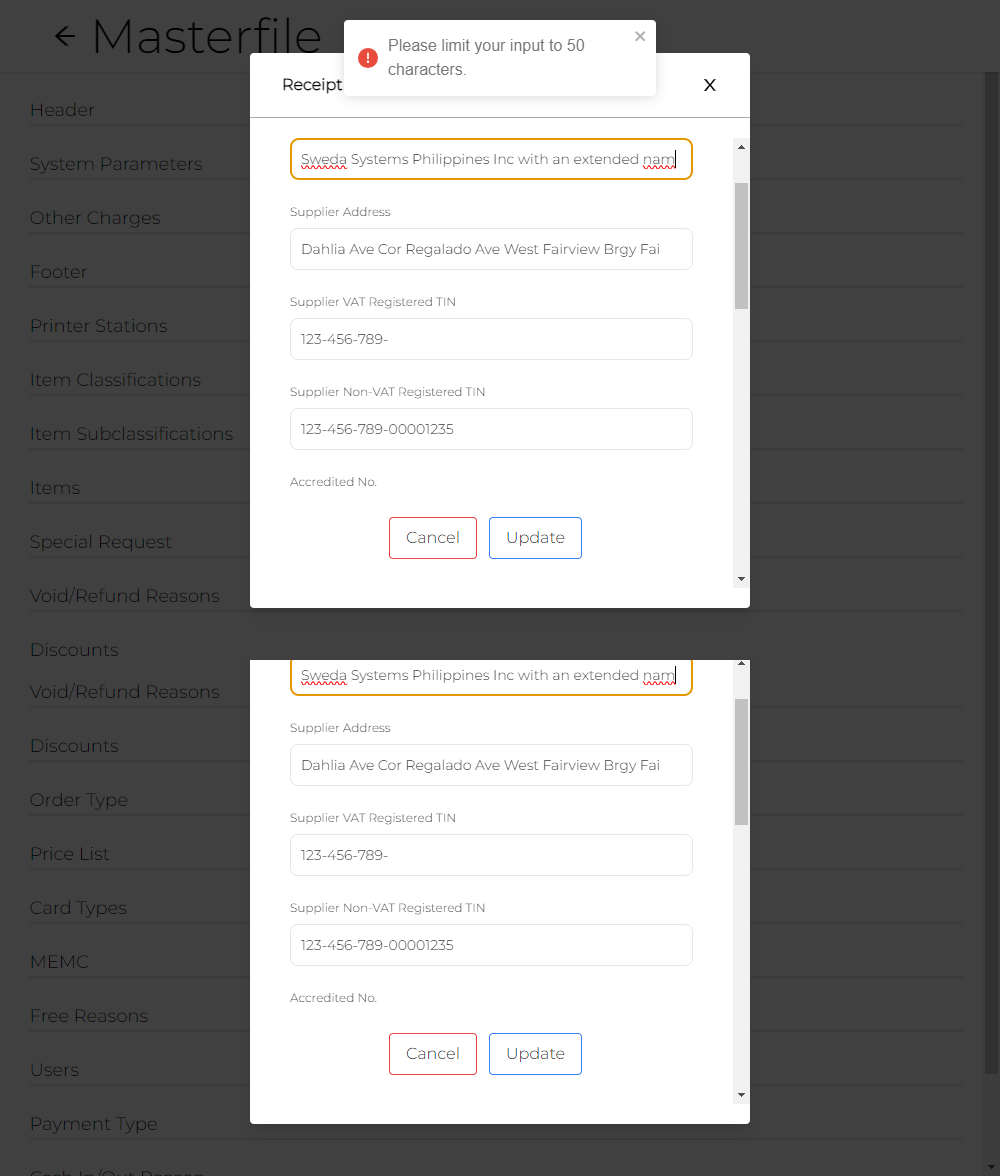 Masterfile
Please limit your input to 50
characters.
Receipt
X
Header
System Parameters
Other Charges
Footer
Printer Stations
Item Classifications
Item Subclassifications
Items
Special Request
Void/Refund Reasons
Discounts
Void/Refund Reasons
Discounts
Order Type
Price List
Card Types
MEMC
Free Reasons
Users
Payment Type
Cash In/Out Reason
Sweda Systems Philippines Inc with an extended nam
Supplier Address
Dahlia Ave Cor Regalado Ave West Fairview Brgy Fai
Supplier VAT Registered TIN
123-456-789-
Supplier Non-VAT Registered TIN
123-456-789-00001235
Accredited No.
Cancel
Update
Sweda Systems Philippines Inc with an extended nam
Supplier Address
Dahlia Ave Cor Regalado Ave West Fairview Brgy Fai
Supplier VAT Registered TIN
123-456-789-
Supplier Non-VAT Registered TIN
123-456-789-00001235
Accredited No.
Cancel
Update